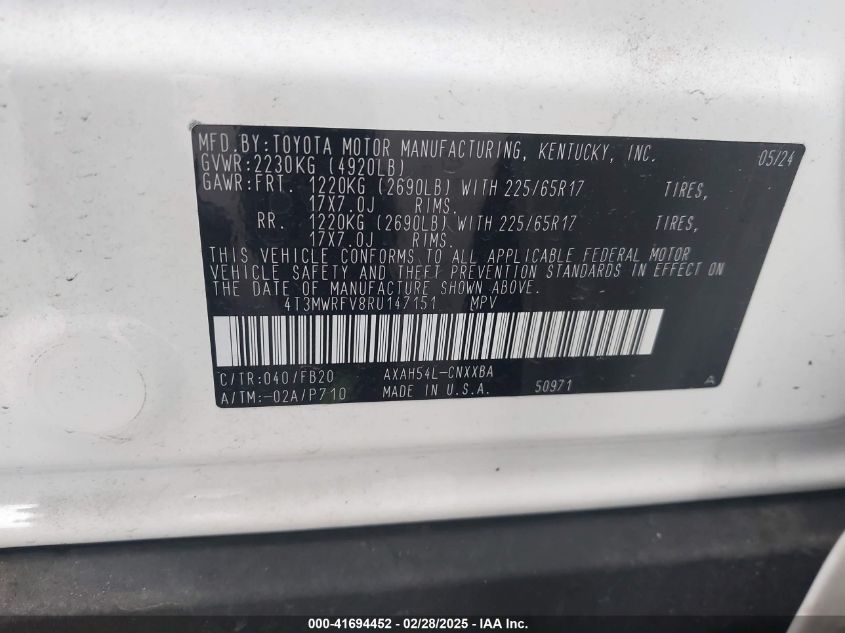 MFD.BY:TOYOTA MOTOR MANUFACTURING, KENTUCKY, INC. 05/24
GVWR:2230KG (4920LB)
GAWR:FRT. 1220KG (2690LB) WITH 225/65R17 TIRES,
17X7.0J RIMS.
RR. 1220KG (2690LB) WITH 225/65R17 TIRES,
17X7.0J RIMS.
THIS VEHICLE CONFORMS TO ALL APPLICABLE FEDERAL MOTOR
VEHICLE SAFETY AND THEFT PREVENTION STANDARDS IN EFFECT ON
THE DATE OF MANUFACTURE SHOWN ABOVE.
4T3MWRFV8RU147151 MPV
C/TR:040/FB20 AXAH54L-CNXXBA
A/TM:-02A/P710 MADE IN U.S.A. 50971 A
000-41694452 - 02/28/2025 - IAA Inc.